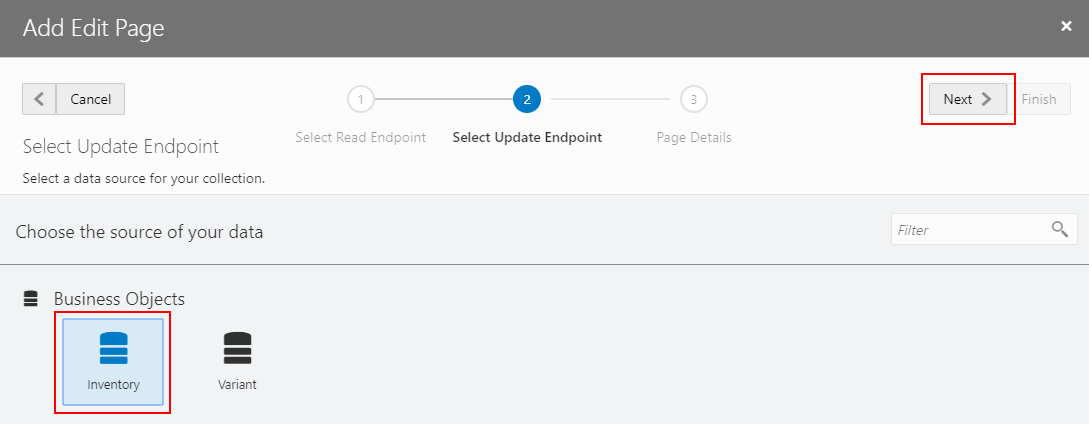 Add Edit Page
×
Cancel
1
2
3
Next
Finish
Select Read Endpoint
Select Update Endpoint
Page Details
Select Update Endpoint
Select a data source for your collection.
Choose the source of your data
Filter
Business Objects
Inventory
Variant